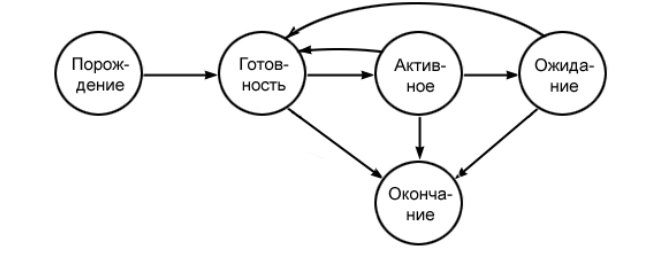 Порож-
дение
Готов-
ность
Актив-
ное
Ожида-
ние
Оконча-
ние